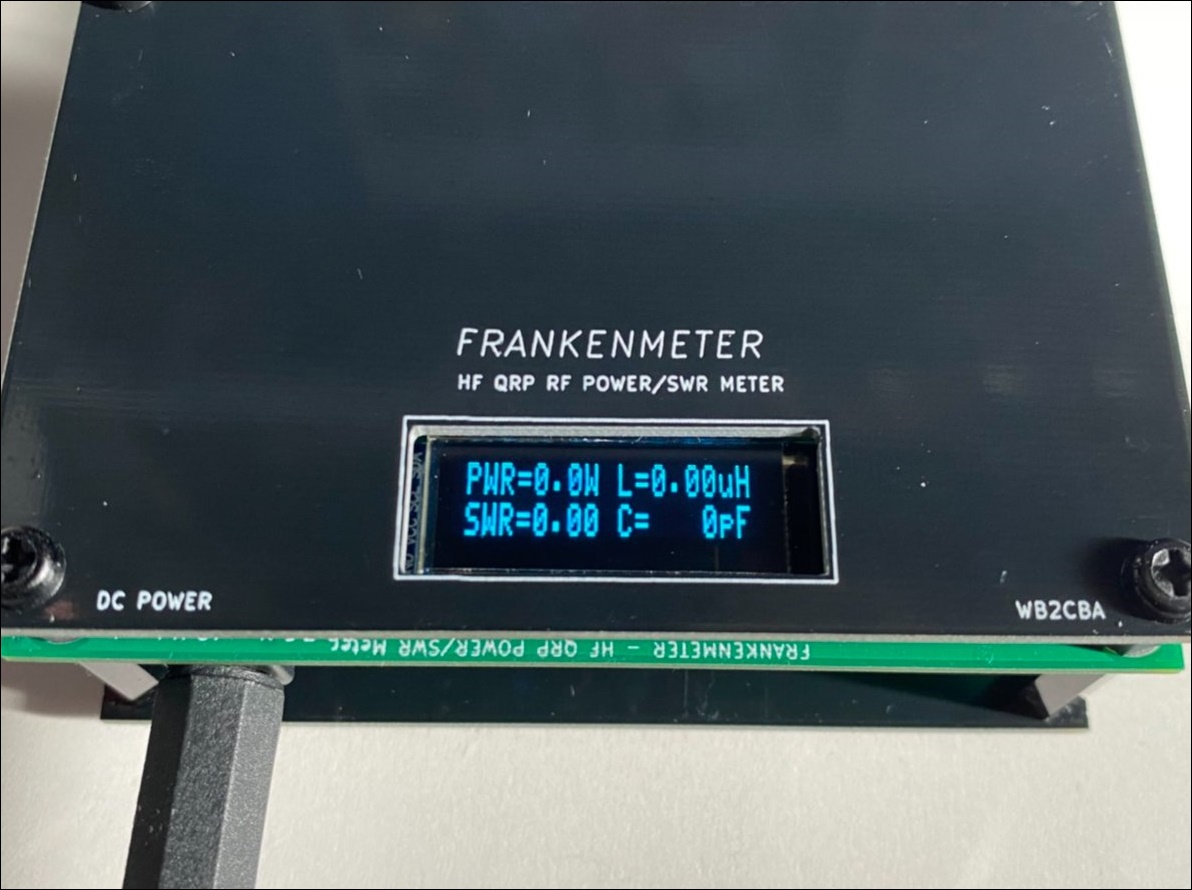 FRANKENMETER
HF QRP RF POWER/SWR METER
PWR=0.0W L=0.00uH
SWR=0.00 C= 0pF
DC POWER
WB2CBA
FRANKENMETER - HF QRP POWER/SWR Meter